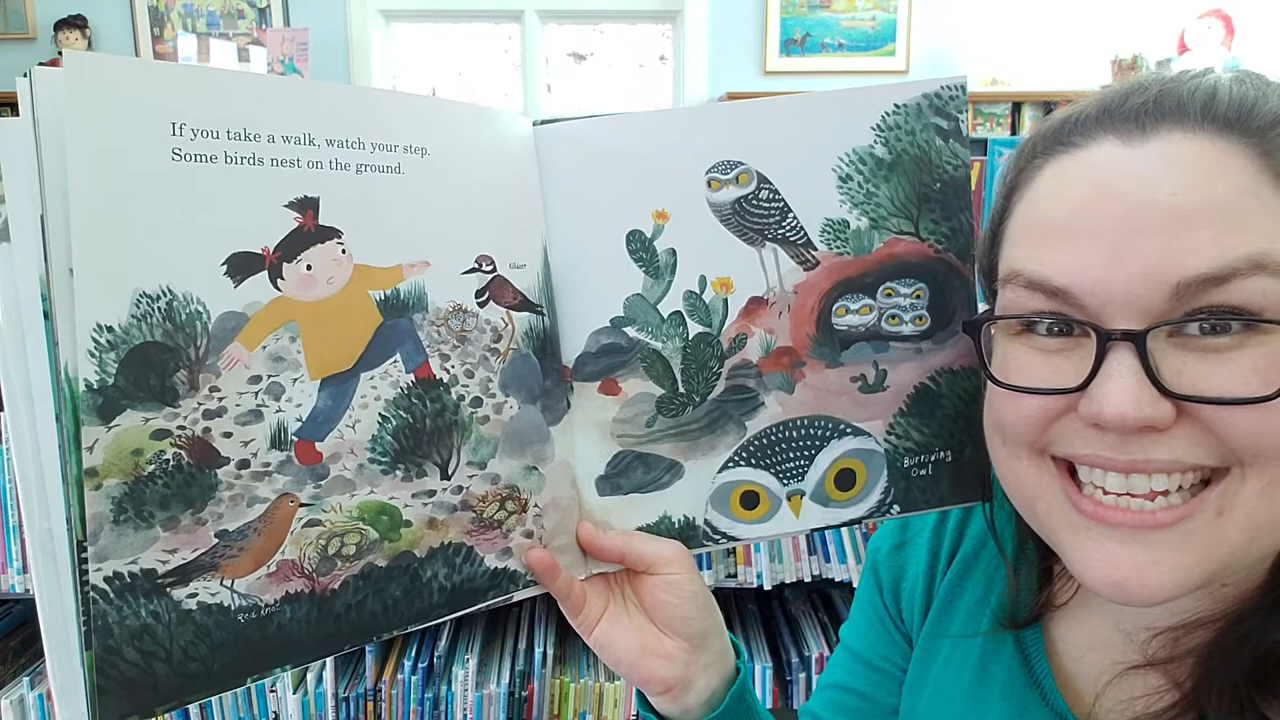 If you take a walk, watch your step.
Some birds nest on the ground.
Killdeer
Red Knot
Burrowing
Owl